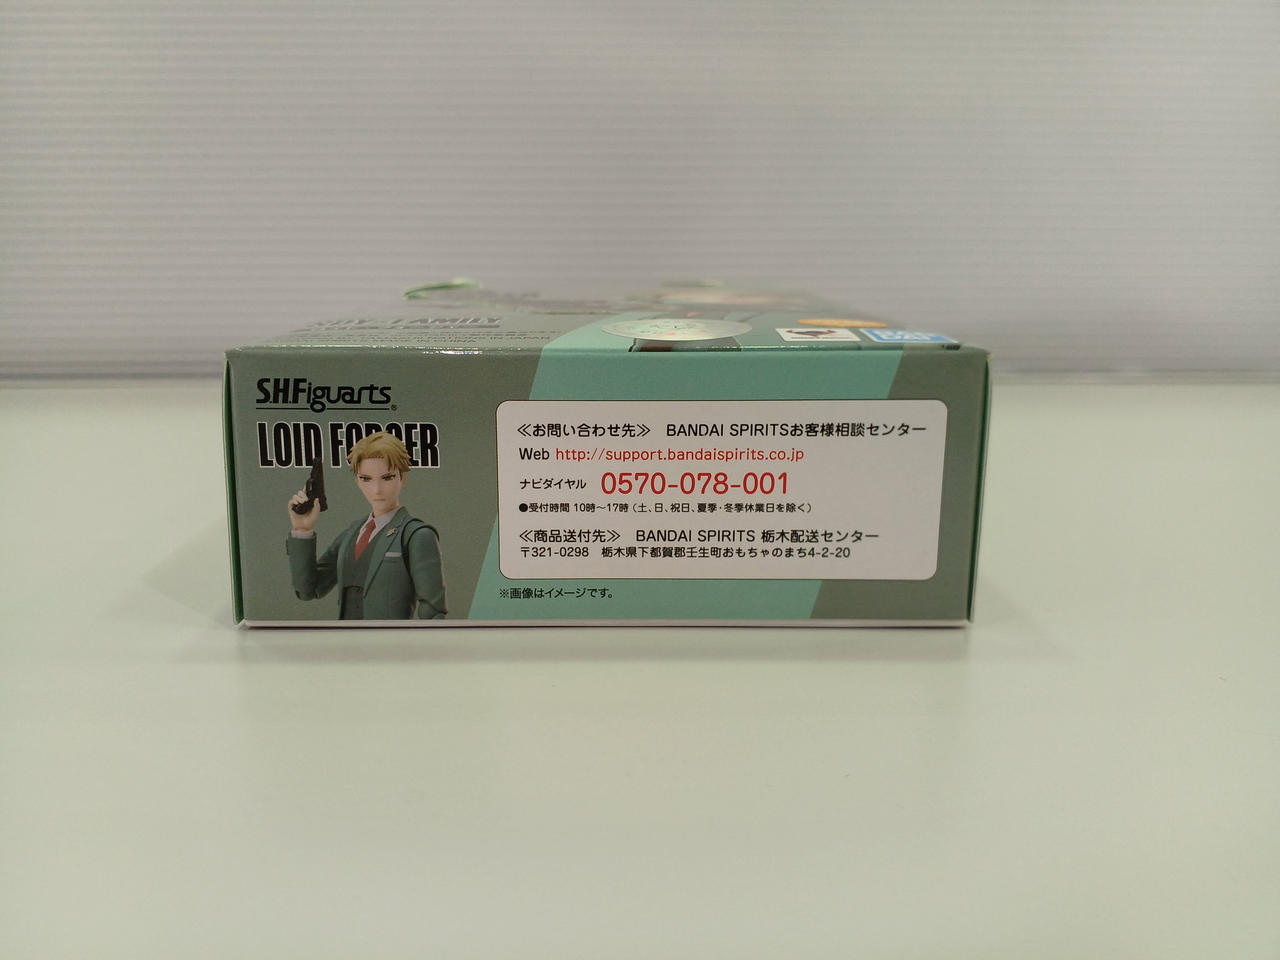 SPY×FAMILY
S.H.Figuarts®
LOID FORGER
≪お問い合わせ先≫ BANDAI SPIRITSお客様相談センター
Web http://support.bandaispirits.co.jp
ナビダイヤル 0570-078-001
●受付時間 10時～17時 (土、日、祝日、夏季・冬季休業日を除く)
≪商品送付先≫ BANDAI SPIRITS 栃木配送センター
〒321-0298 栃木県下都賀郡壬生町おもちゃのまち4-2-20
※画像はイメージです。